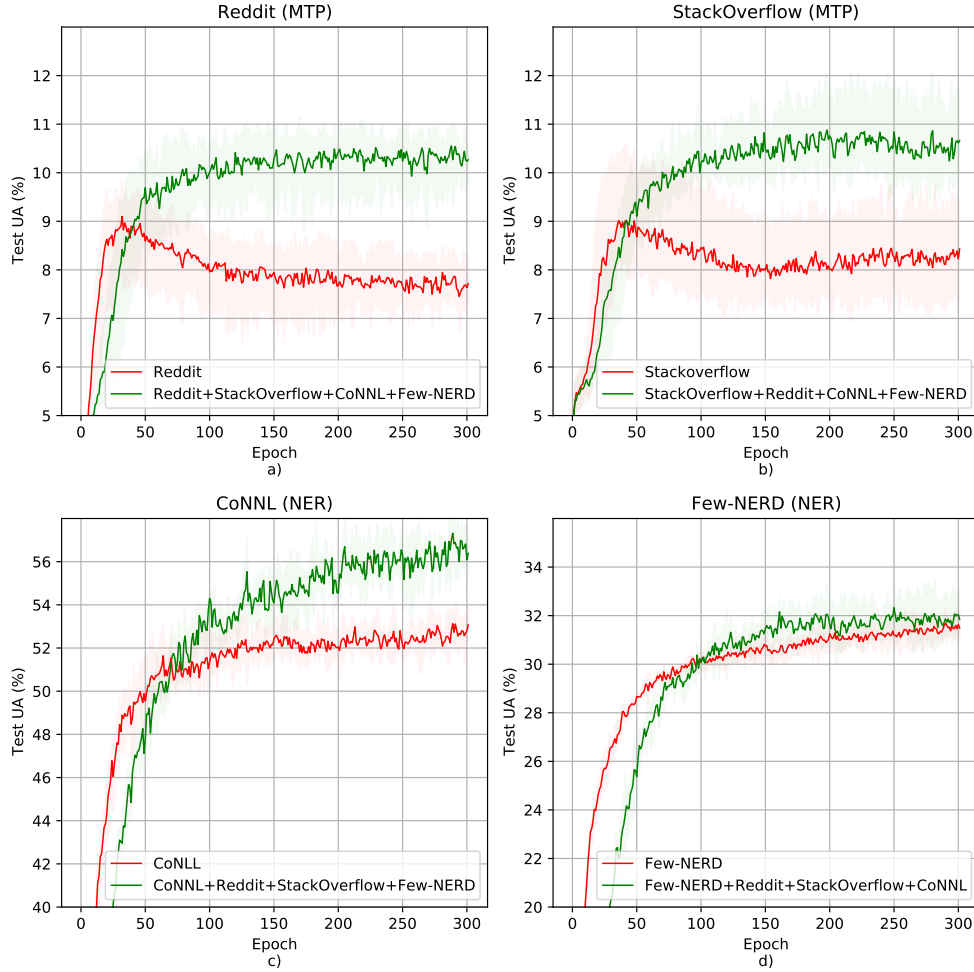 Reddit (MTP)
Test UA (%)
12
11
10
9
8
7
6
5
Reddit
Reddit+StackOverflow+CoNNL+Few-NERD
0 50 100 150 200 250 300
Epoch
a)
StackOverflow (MTP)
Test UA (%)
12
11
10
9
8
7
6
5
Stackoverflow
StackOverflow+Reddit+CoNNL+Few-NERD
0 50 100 150 200 250 300
Epoch
b)
CoNNL (NER)
Test UA (%)
56
54
52
50
48
46
44
42
40
CoNLL
CoNNL+Reddit+StackOverflow+Few-NERD
0 50 100 150 200 250 300
Epoch
c)
Few-NERD (NER)
Test UA (%)
34
32
30
28
26
24
22
20
Few-NERD
Few-NERD+Reddit+StackOverflow+CoNNL
0 50 100 150 200 250 300
Epoch
d)